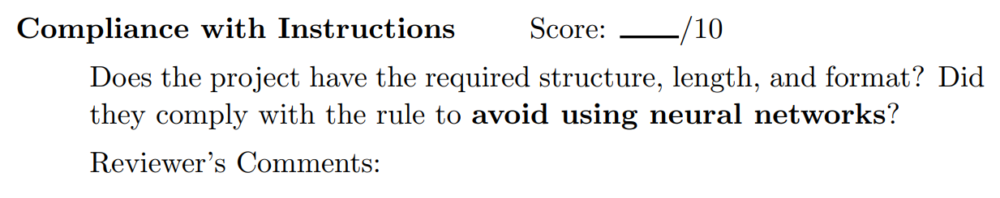 Compliance with Instructions Score: ___/10
Does the project have the required structure, length, and format? Did
they comply with the rule to avoid using neural networks?
Reviewer's Comments: